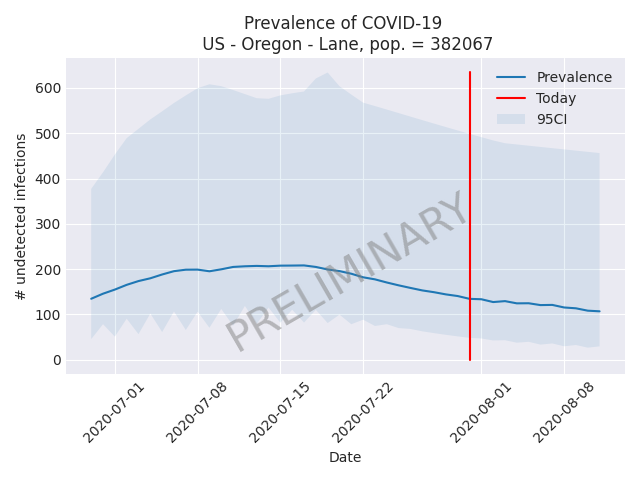 Prevalence of COVID-19
US - Oregon - Lane, pop. = 382067
Prevalence
Today
95CI
600
500
400
300
200
100
0
# undetected infections
PRELIMINARY
2020-07-01
2020-07-08
2020-07-15
2020-07-22
2020-08-01
2020-08-08
Date